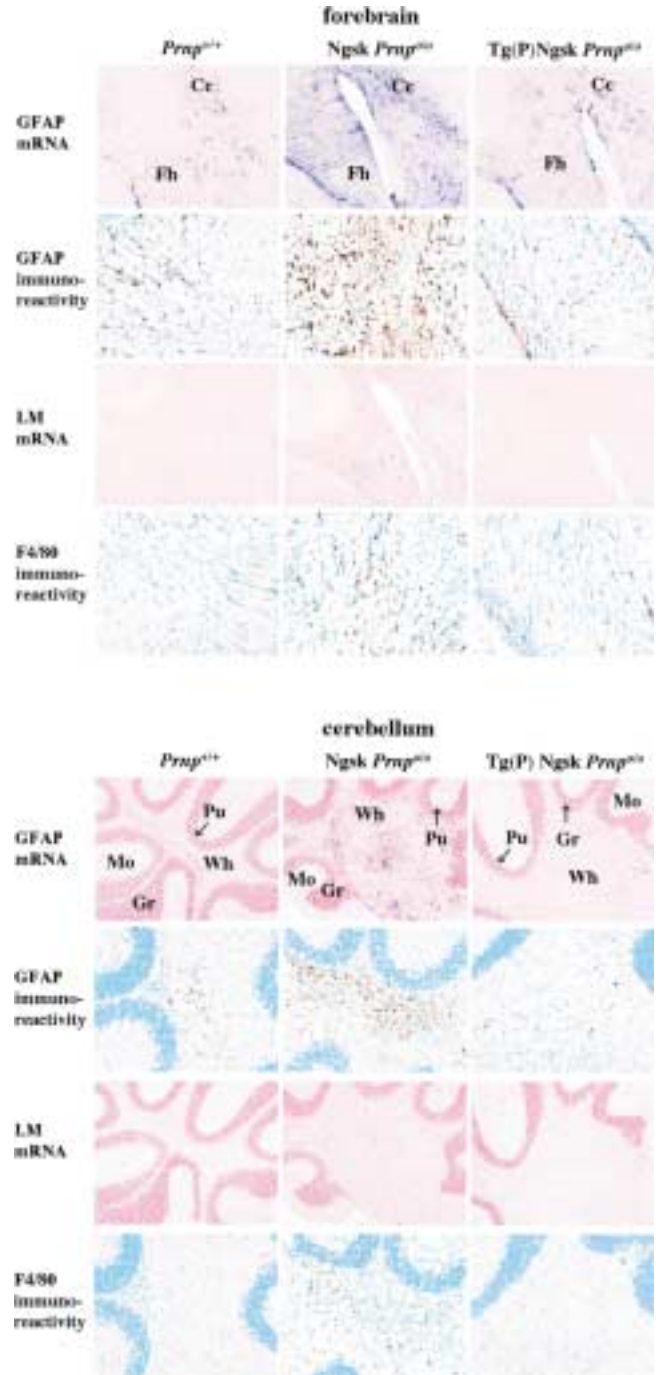 forebrain
Prnp+/+ Ngsk Prnp0/0 Tg(P)Ngsk Prnp0/0
GFAP
mRNA
Cc
Fh
Cc
Fh
Cc
Fh
GFAP
immuno-
reactivity
LM
mRNA
F4/80
immuno-
reactivity
cerebellum
Prnp+/+ Ngsk Prnp0/0 Tg(P) Ngsk Prnp0/0
GFAP
mRNA
Pu
Mo
Wh
Gr
Wh
Pu
Mo
Gr
Mo
Pu
Gr
Wh
GFAP
immuno-
reactivity
LM
mRNA
F4/80
immuno-
reactivity